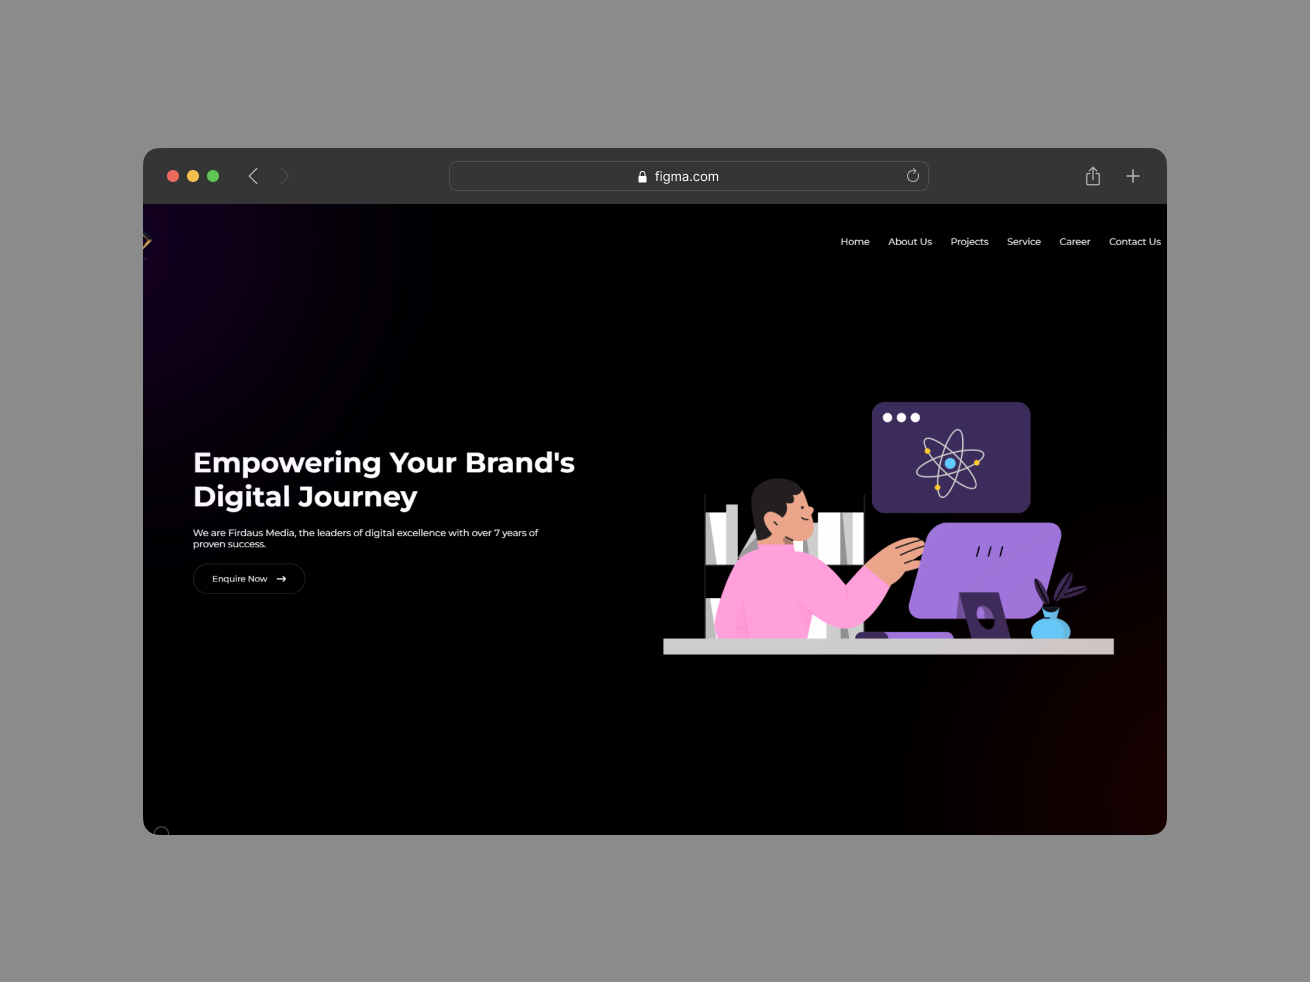 figma.com
Home About Us Projects Service Career Contact Us
Empowering Your Brand's
Digital Journey
We are Firdaus Media, the leaders of digital excellence with over 7 years of
proven success.
Enquire Now